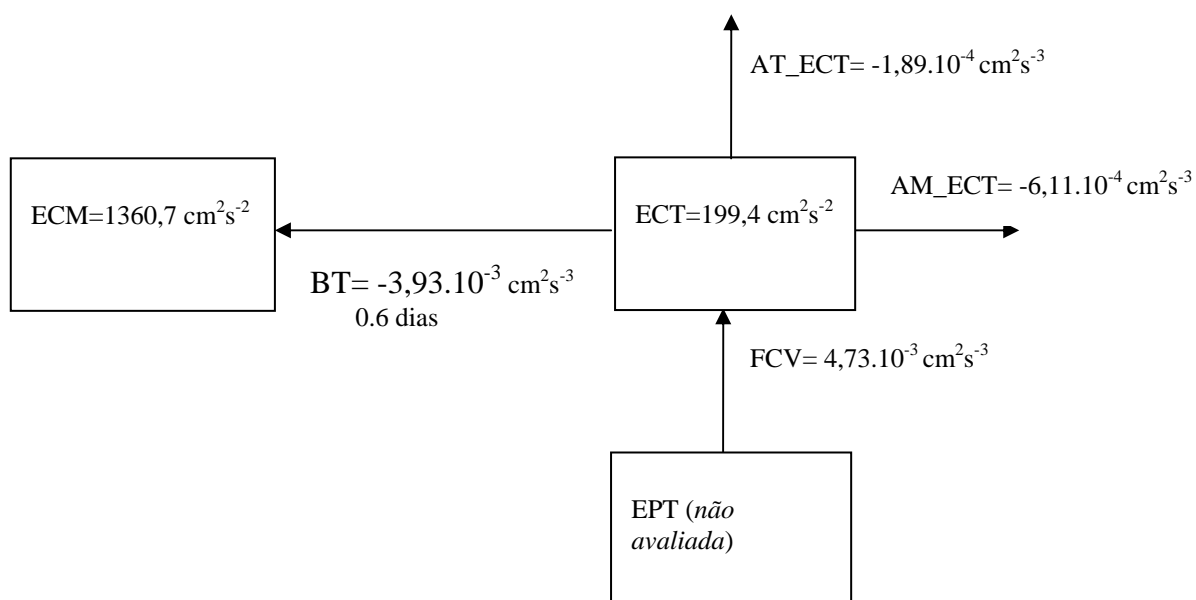 AT_ECT= -1,89.10⁻⁴ cm²s⁻³
ECM=1360,7 cm²s⁻²
ECT=199,4 cm²s⁻²
AM_ECT= -6,11.10⁻⁴ cm²s⁻³
BT= -3,93.10⁻³ cm²s⁻³
0.6 dias
FCV= 4,73.10⁻³ cm²s⁻³
EPT (não
avaliada)